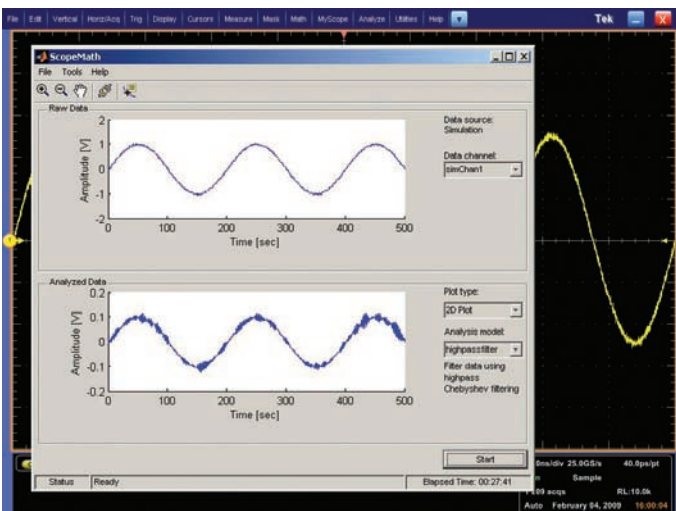 File Edit Vertical Horiz/Acq Trig Display Cursors Measure Mask Math MyScope Analyze Utilities Help Tek
ScopeMath
File Tools Help
Raw Data
2
1
0
-1
-2
Amplitude [V]
0 100 200 300 400 500
Time [sec]
Data source:
Simulation
Data channel:
simChan1
Analyzed Data
0.2
0.1
0
-0.1
-0.2
Amplitude [V]
0 100 200 300 400 500
Time [sec]
Plot type:
2D Plot
Analysis model:
highpassfilter
Filter data using
highpass
Chebyshev filtering
Start
Status Ready Elapsed Time: 00:27:41
0ns/div 25.0GS/s 40.0ps/pt
Sample
acqs RL:10.0k
Auto February 04, 2009 16:00:04